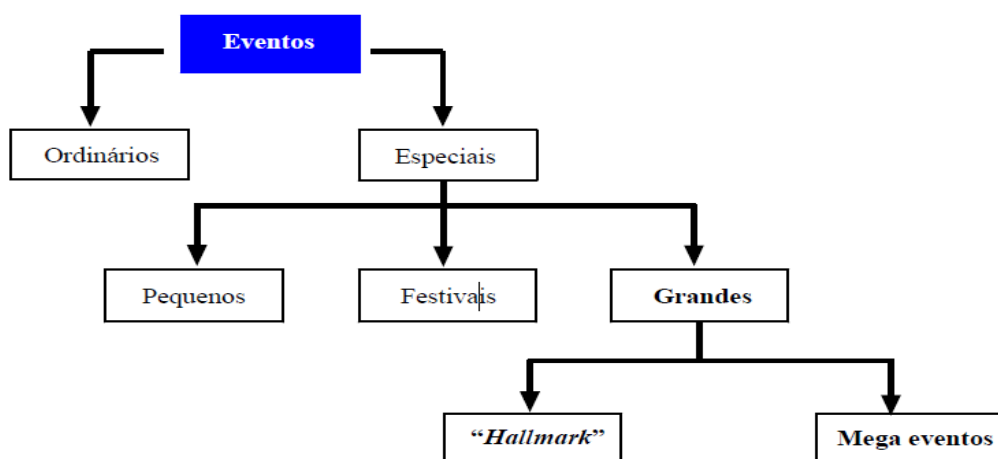 Eventos
Ordinários
Especiais
Pequenos
Festivais
Grandes
“Hallmark”
Mega eventos